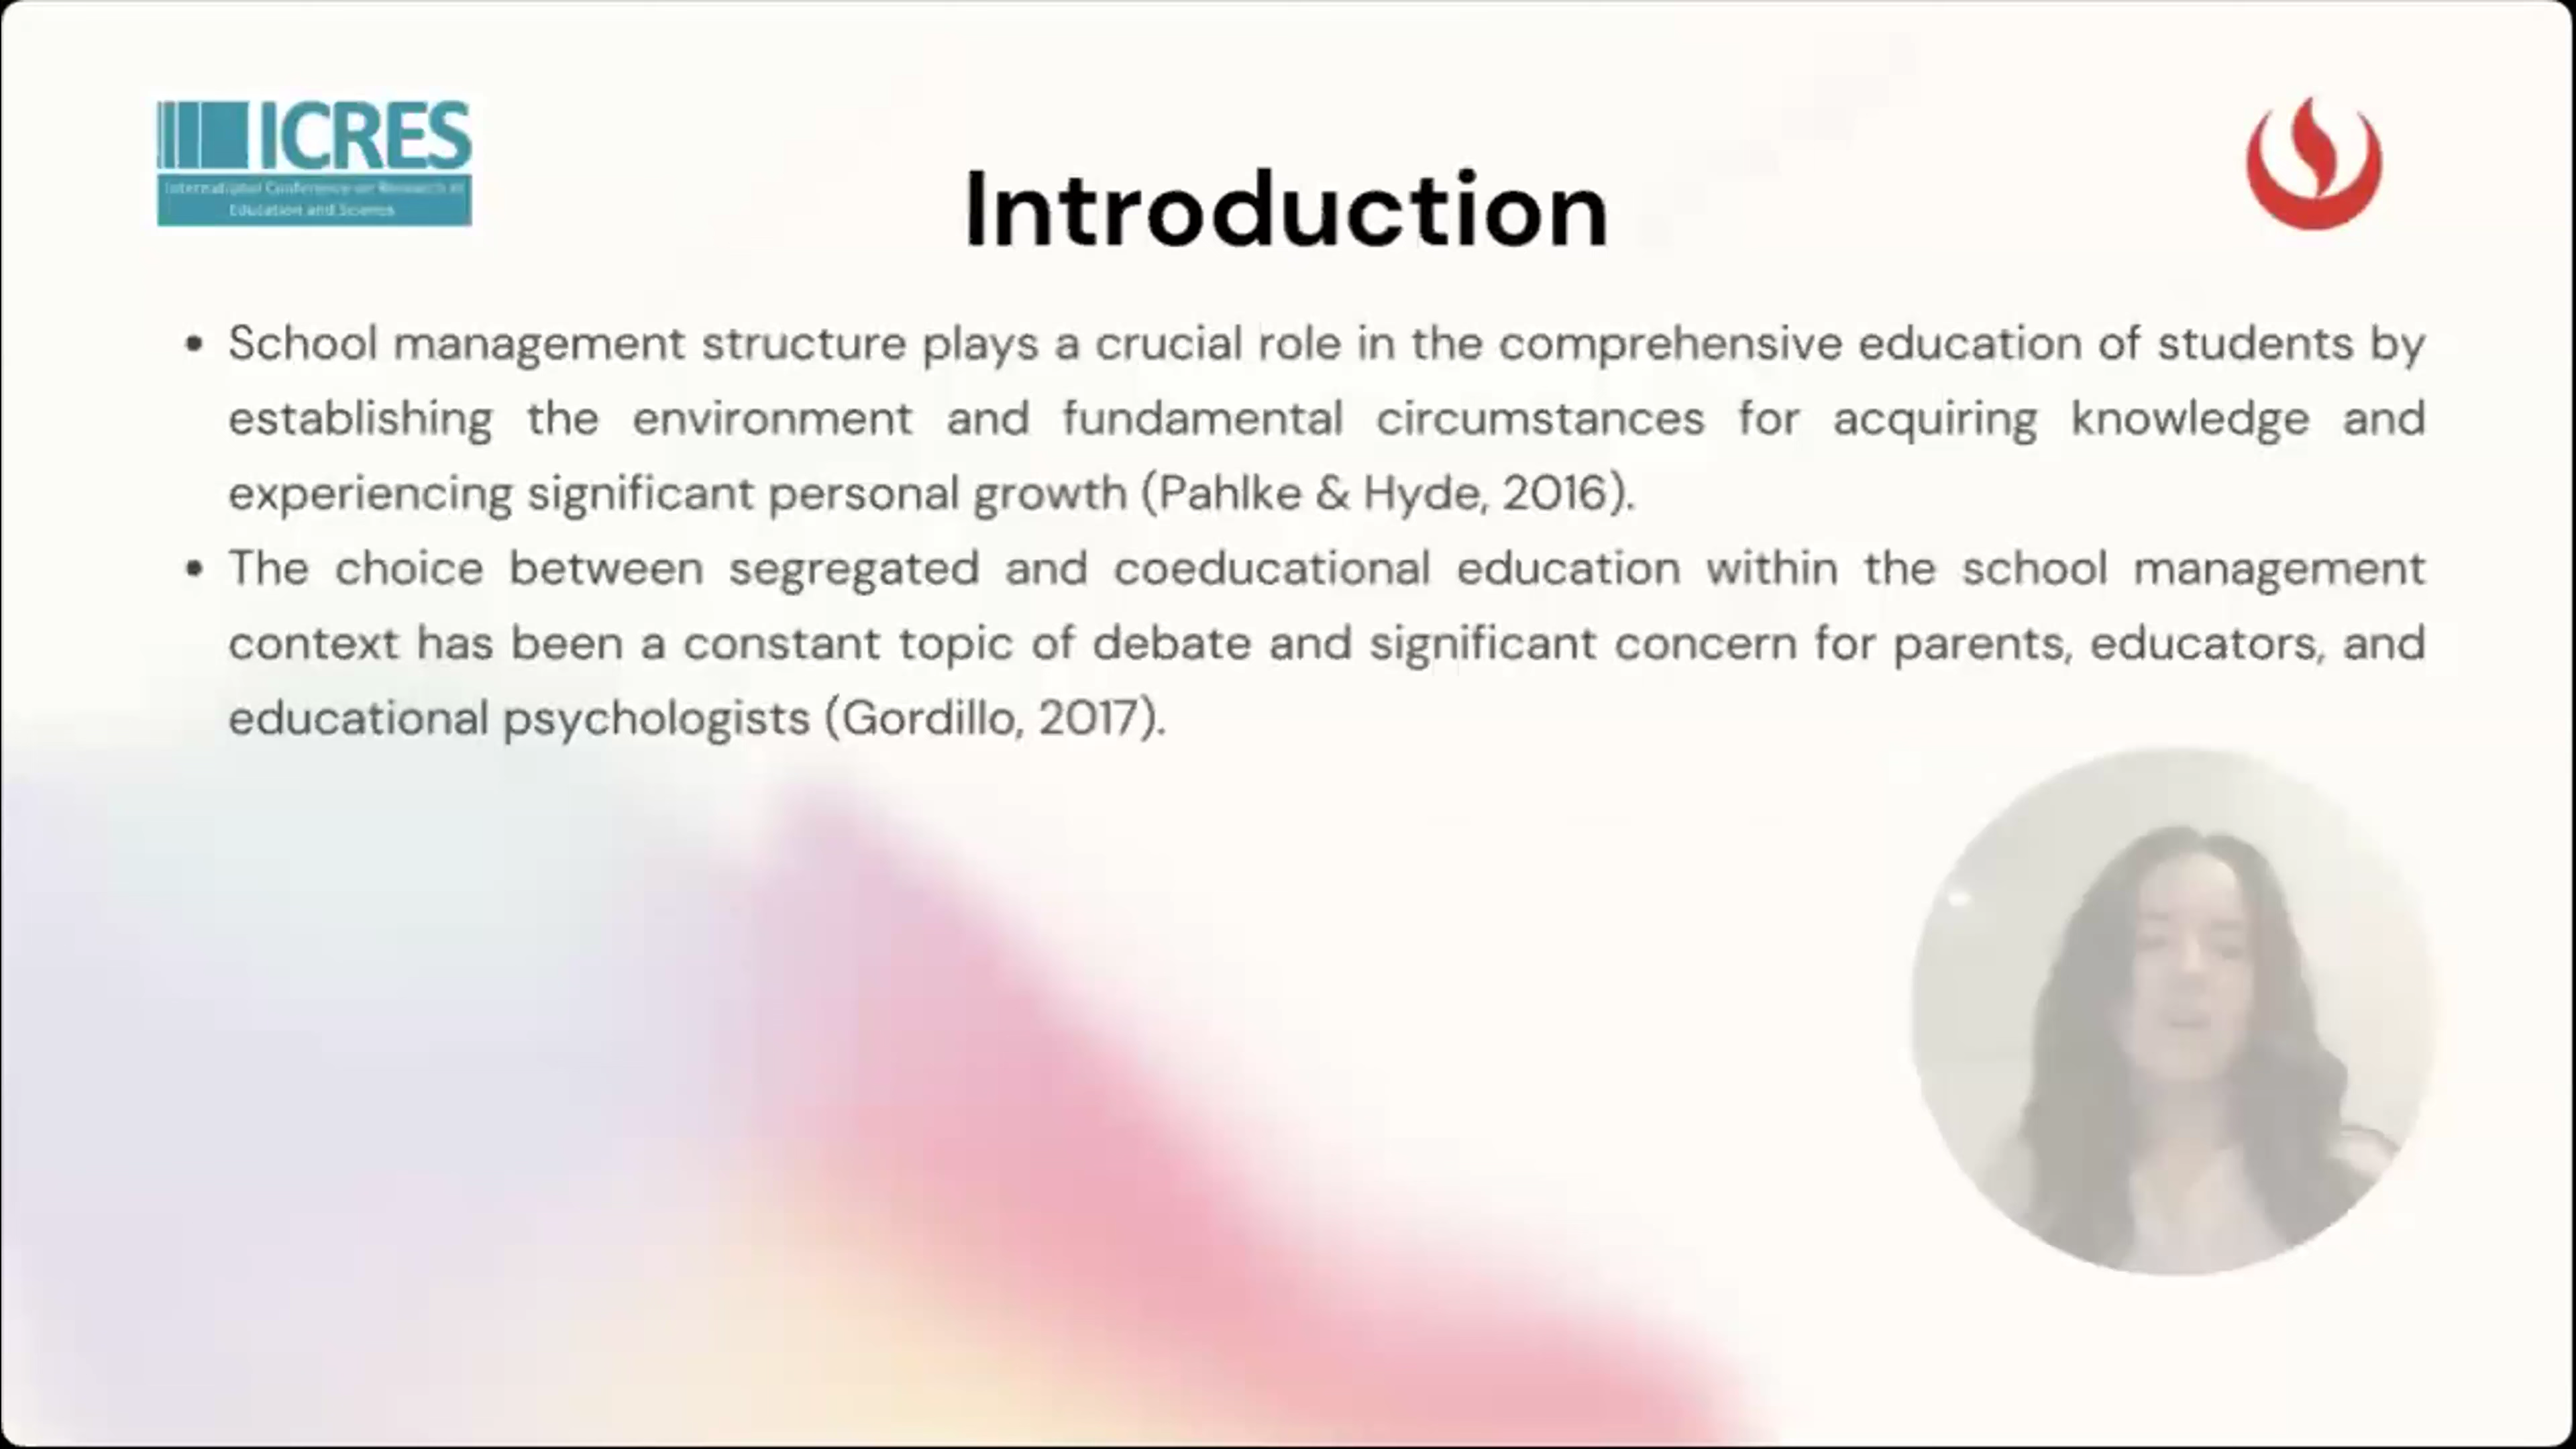 ICRES
International Conference on Research in
Education and Science
Introduction
• School management structure plays a crucial role in the comprehensive education of students by
establishing the environment and fundamental circumstances for acquiring knowledge and
experiencing significant personal growth (Pahlke & Hyde, 2016).
• The choice between segregated and coeducational education within the school management
context has been a constant topic of debate and significant concern for parents, educators, and
educational psychologists (Gordillo, 2017).